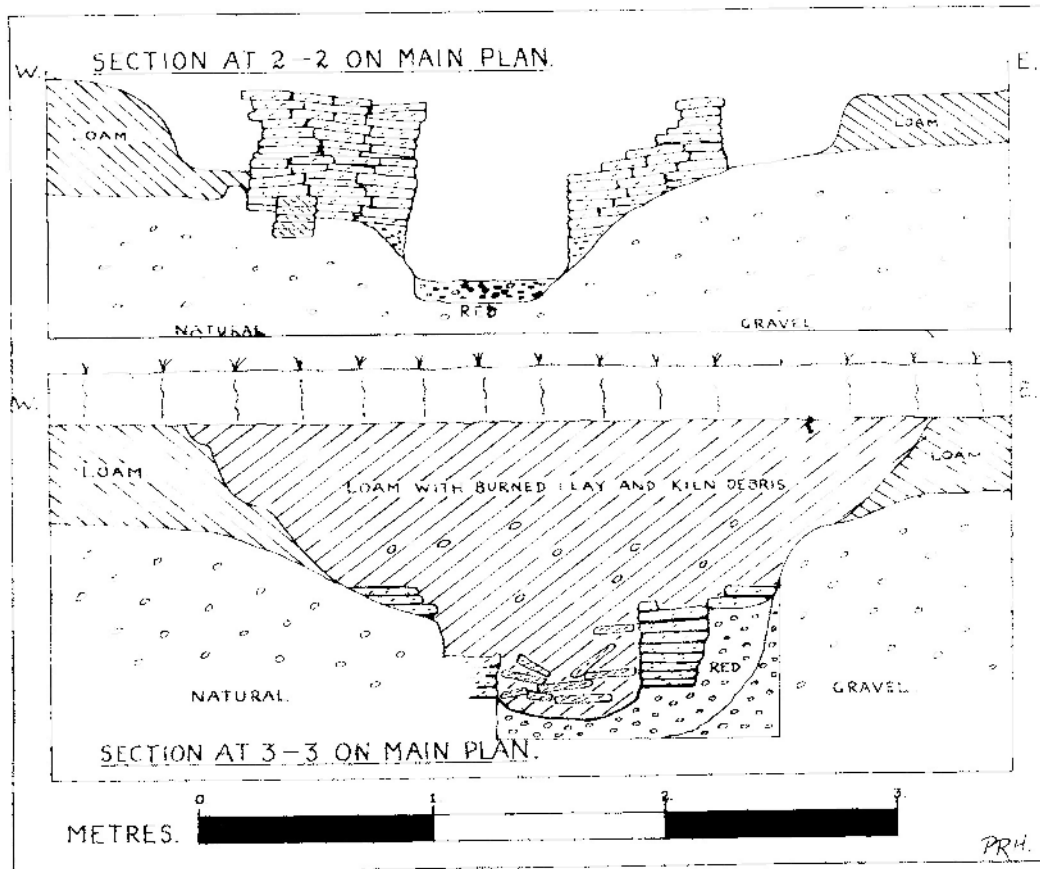 SECTION AT 2-2 ON MAIN PLAN.
W.
E.
LOAM
LOAM
RED
NATURAL
GRAVEL
W.
E.
LOAM
LOAM WITH BURNED CLAY AND KILN DEBRIS
LOAM
RED
NATURAL
GRAVEL
SECTION AT 3-3 ON MAIN PLAN.
0 1 2. 3.
METRES.
PRH.